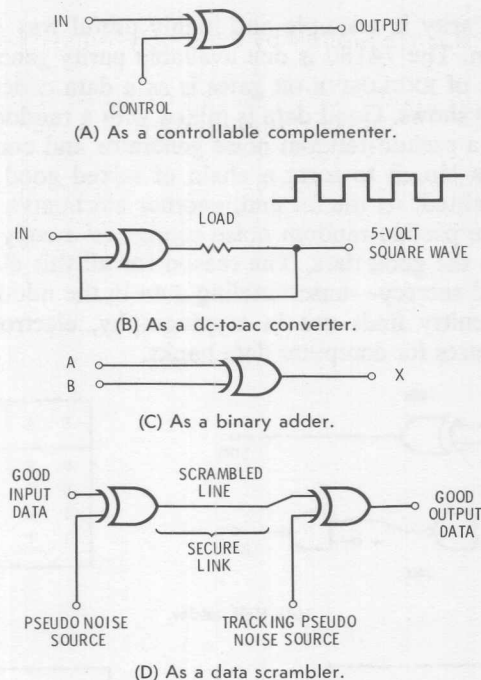 IN
OUTPUT
CONTROL
(A) As a controllable complementer.
IN
LOAD
5-VOLT
SQUARE WAVE
(B) As a dc-to-ac converter.
A
B
X
(C) As a binary adder.
GOOD
INPUT
DATA
SCRAMBLED
LINE
SECURE
LINK
GOOD
OUTPUT
DATA
PSEUDO NOISE
SOURCE
TRACKING PSEUDO
NOISE SOURCE
(D) As a data scrambler.